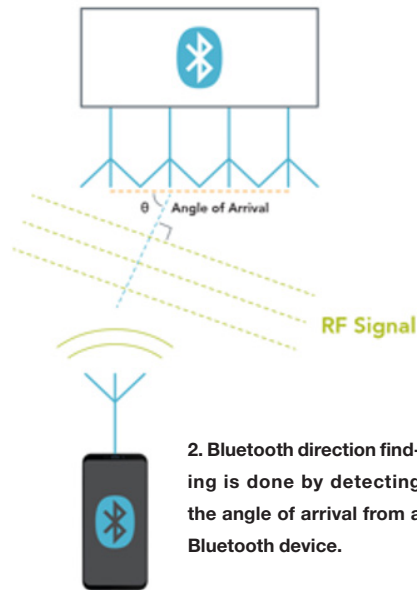 θ Angle of Arrival
RF Signal
2. Bluetooth direction find-
ing is done by detecting
the angle of arrival from a
Bluetooth device.